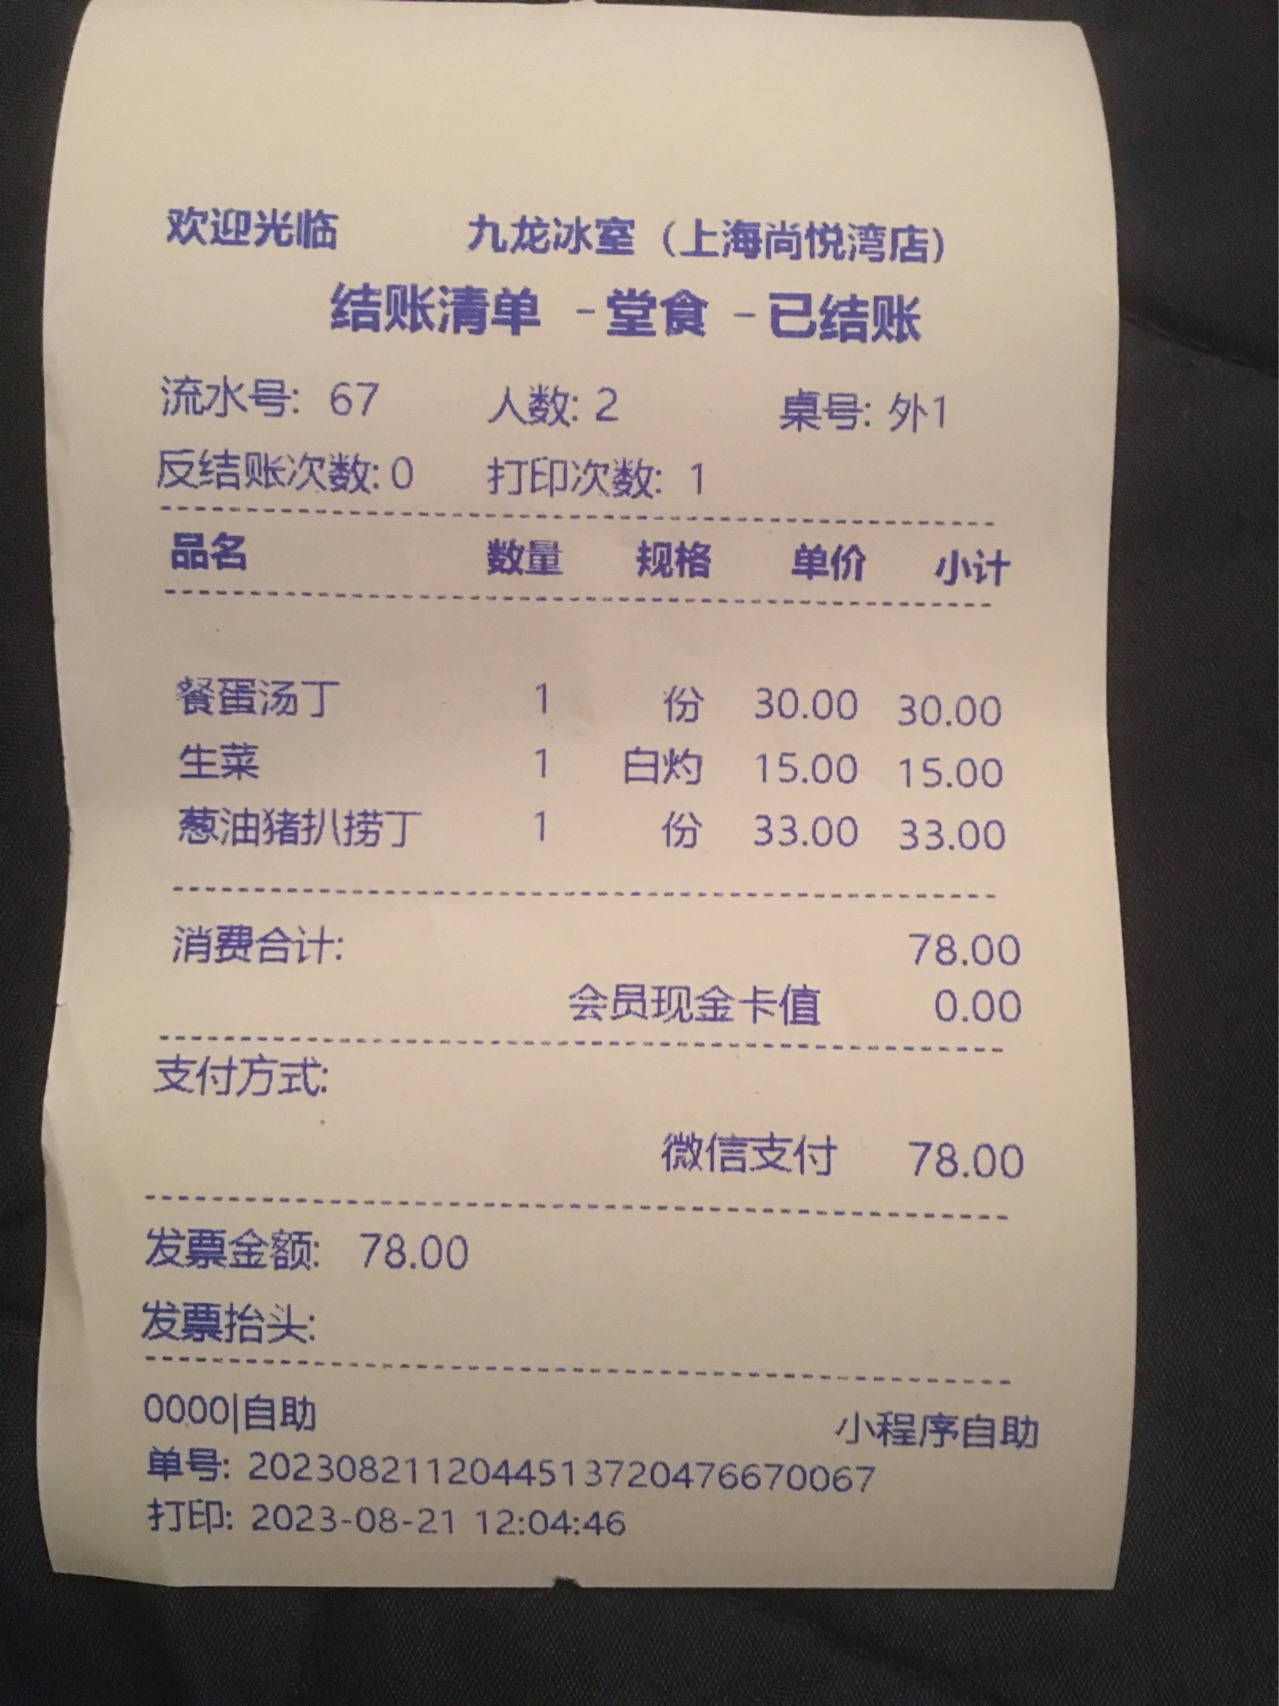 欢迎光临 九龙冰室（上海尚悦湾店）
结账清单 -堂食 -已结账
流水号: 67 人数: 2 桌号: 外1
反结账次数: 0 打印次数: 1
品名 数量 规格 单价 小计
餐蛋汤丁 1 份 30.00 30.00
生菜 1 白灼 15.00 15.00
葱油猪扒捞丁 1 份 33.00 33.00
消费合计: 78.00
会员现金卡值 0.00
支付方式:
微信支付 78.00
发票金额: 78.00
发票抬头:
0000|自助 小程序自助
单号: 2023082112044513720476670067
打印: 2023-08-21 12:04:46